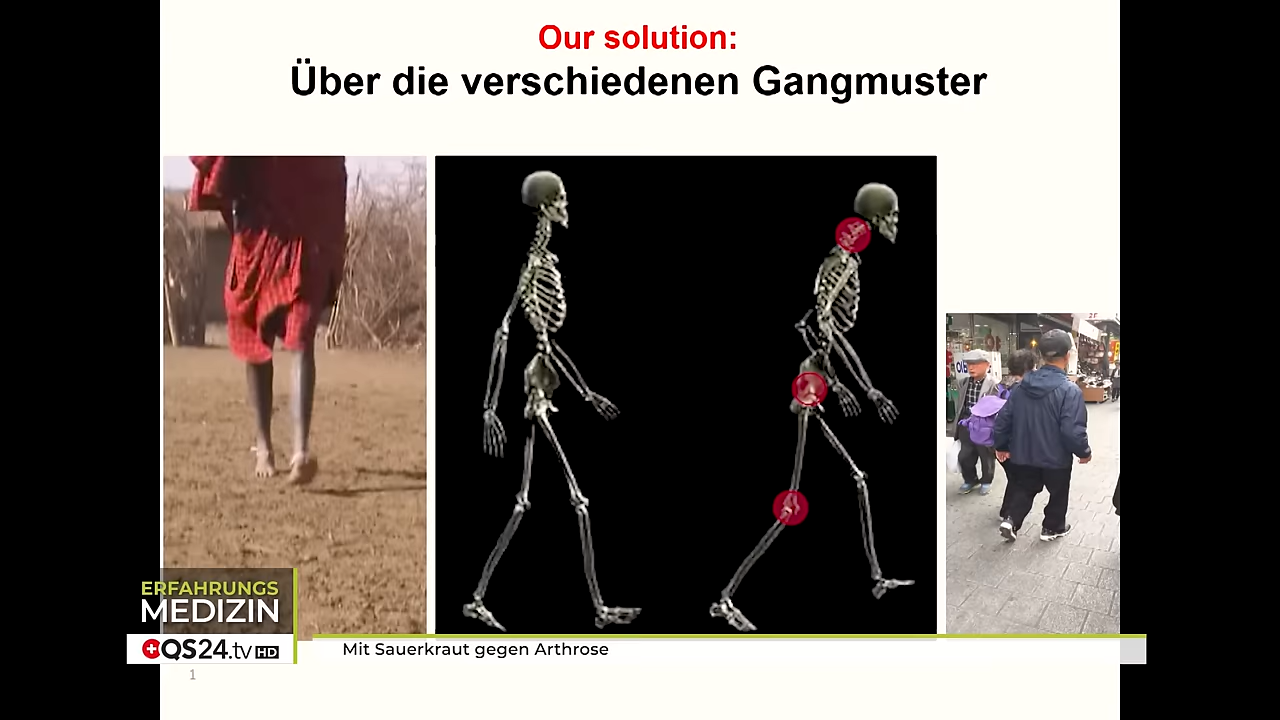 Our solution:
Über die verschiedenen Gangmuster
ERFAHRUNGS
MEDIZIN
QS24.tv HD
Mit Sauerkraut gegen Arthrose
1